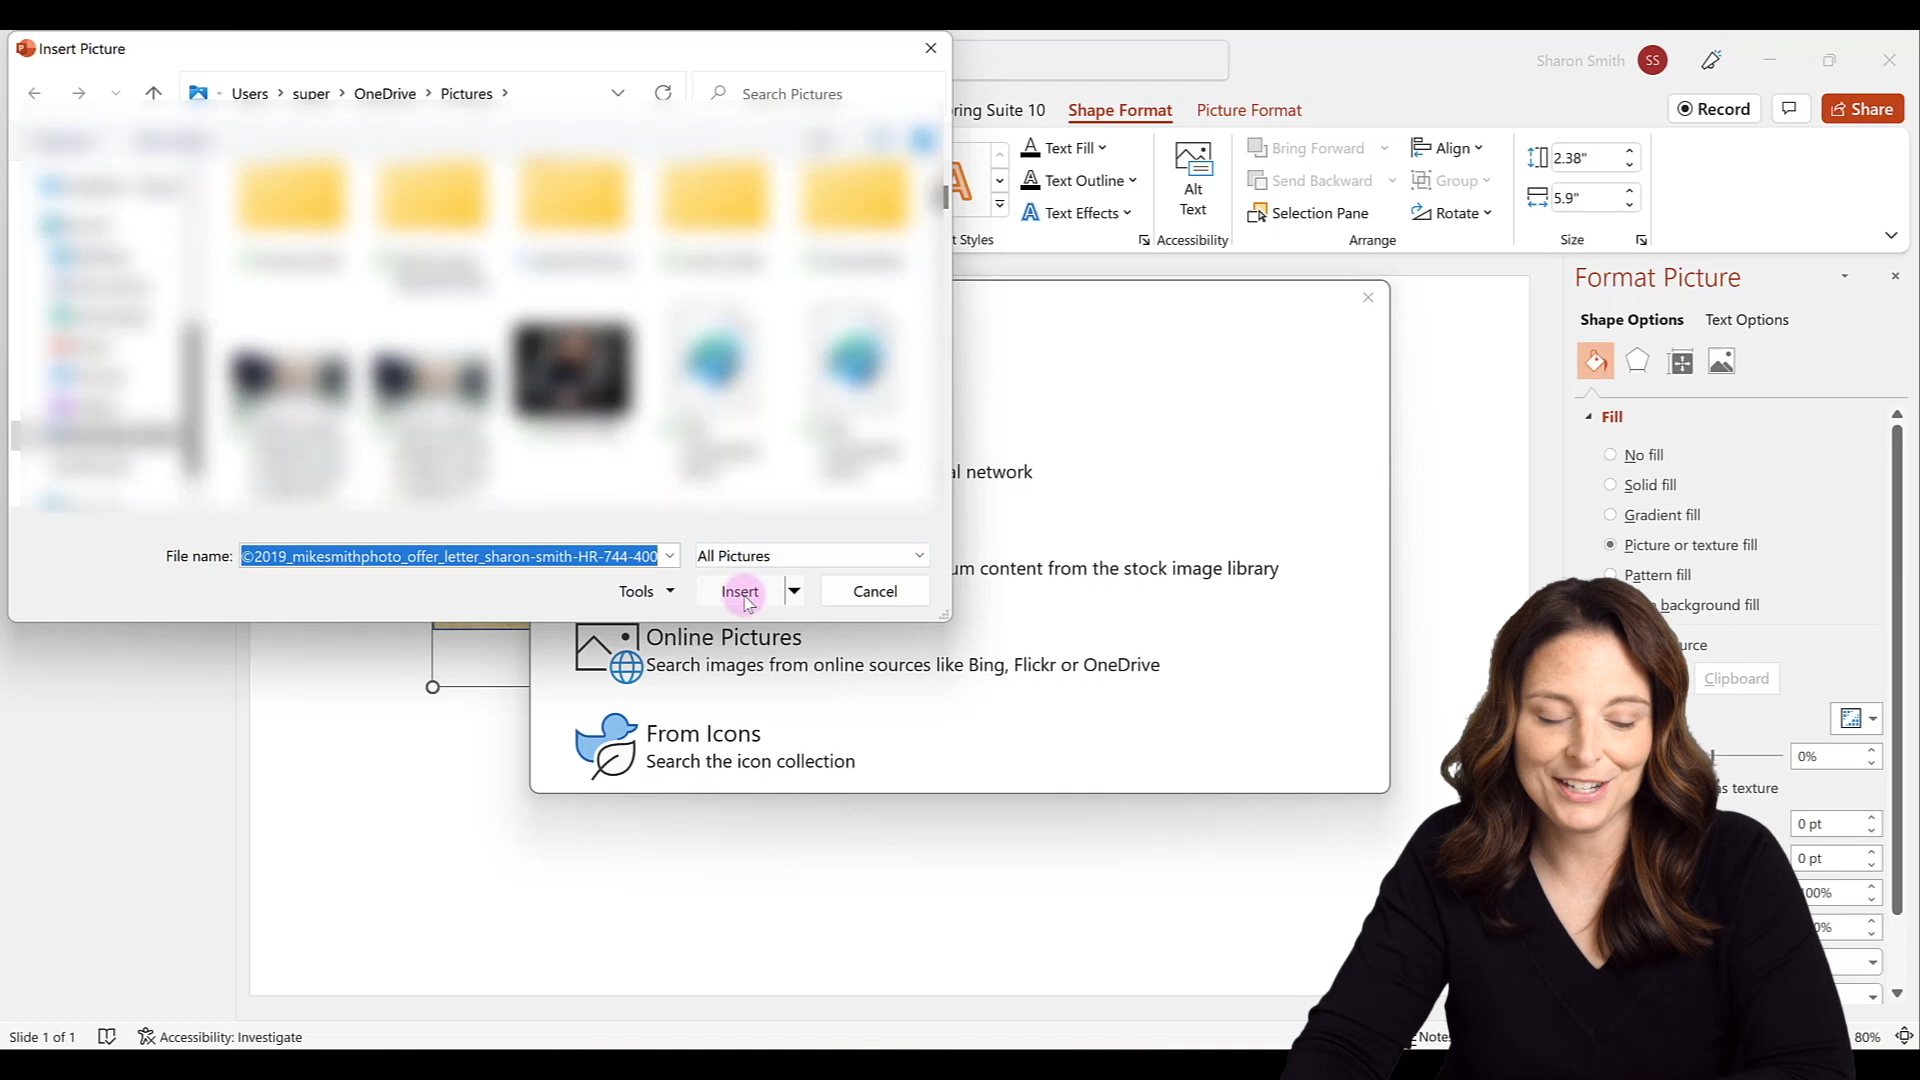 Insert Picture
Users > super > OneDrive > Pictures >
Search Pictures
File name:
©2019_mikesmithphoto_offer_letter_sharon-smith-HR-744-400
All Pictures
Tools
Insert
Cancel
Sharon Smith
SS
ring Suite 10
Shape Format
Picture Format
Record
Share
Text Fill
Text Outline
Text Effects
t Styles
Alt
Text
Accessibility
Bring Forward
Send Backward
Selection Pane
Align
Group
Rotate
Arrange
2.38"
5.9"
Size
al network
um content from the stock image library
Online Pictures
Search images from online sources like Bing, Flickr or OneDrive
From Icons
Search the icon collection
Format Picture
Shape Options
Text Options
Fill
No fill
Solid fill
Gradient fill
Picture or texture fill
Pattern fill
background fill
urce
Clipboard
0%
as texture
0 pt
0 pt
100%
0%
Slide 1 of 1
Accessibility: Investigate
Notes
80%